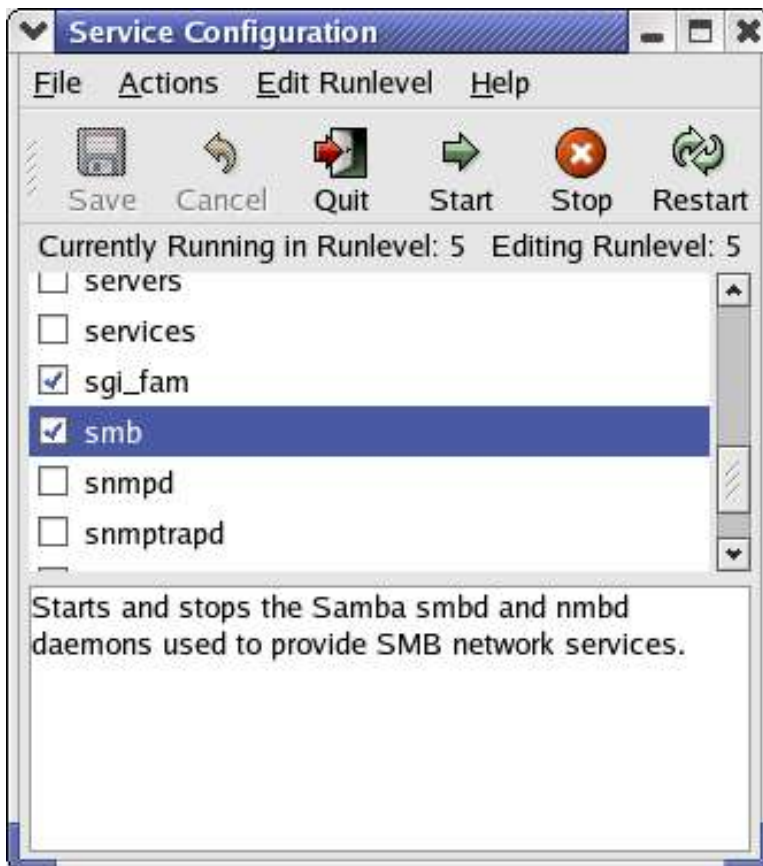 Service Configuration
File Actions Edit Runlevel Help
Save Cancel Quit Start Stop Restart
Currently Running in Runlevel: 5 Editing Runlevel: 5
servers
services
sgi_fam
smb
snmpd
snmptrapd
Starts and stops the Samba smbd and nmbd
daemons used to provide SMB network services.